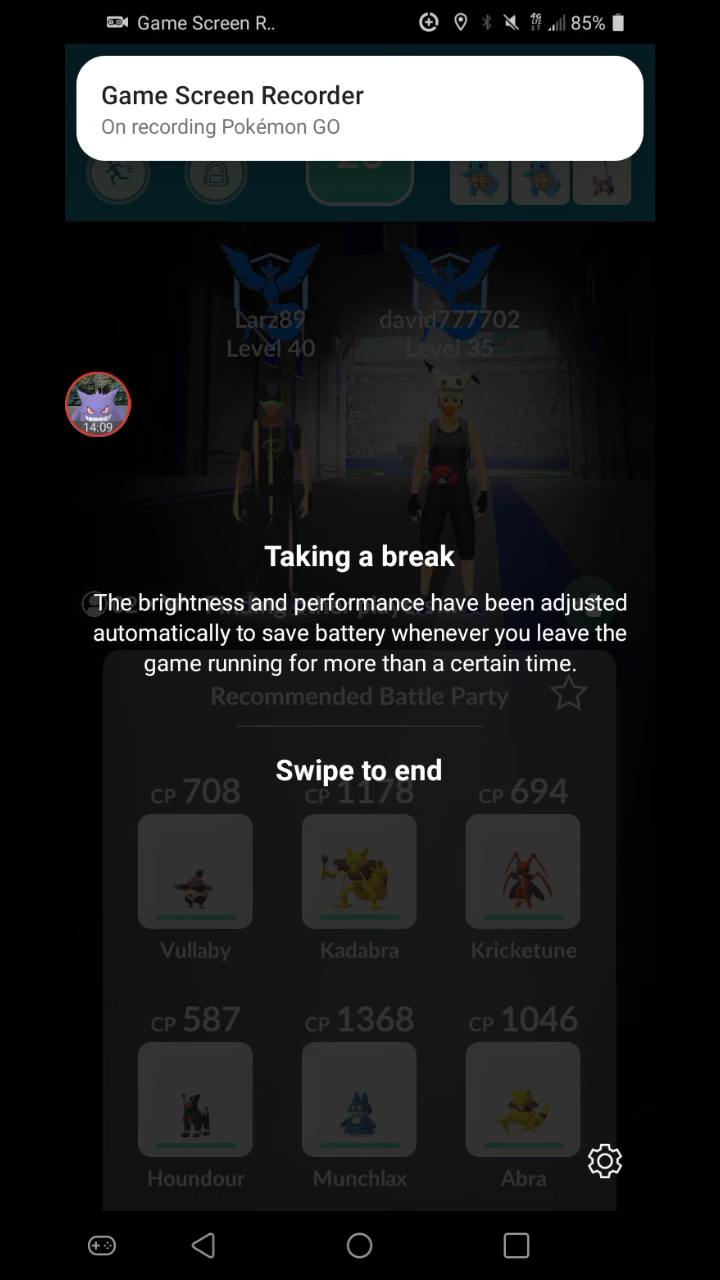 Game Screen R..
4G
LTE
85%
Game Screen Recorder
On recording Pokémon GO
Larz89
david777702
Level 40
Level 35
14:09
Taking a break
The brightness and performance have been adjusted
automatically to save battery whenever you leave the
game running for more than a certain time.
Recommended Battle Party
Swipe to end
CP 708
CP 1178
CP 694
Vullaby
Kadabra
Kricketune
CP 587
CP 1368
CP 1046
Houndour
Munchlax
Abra